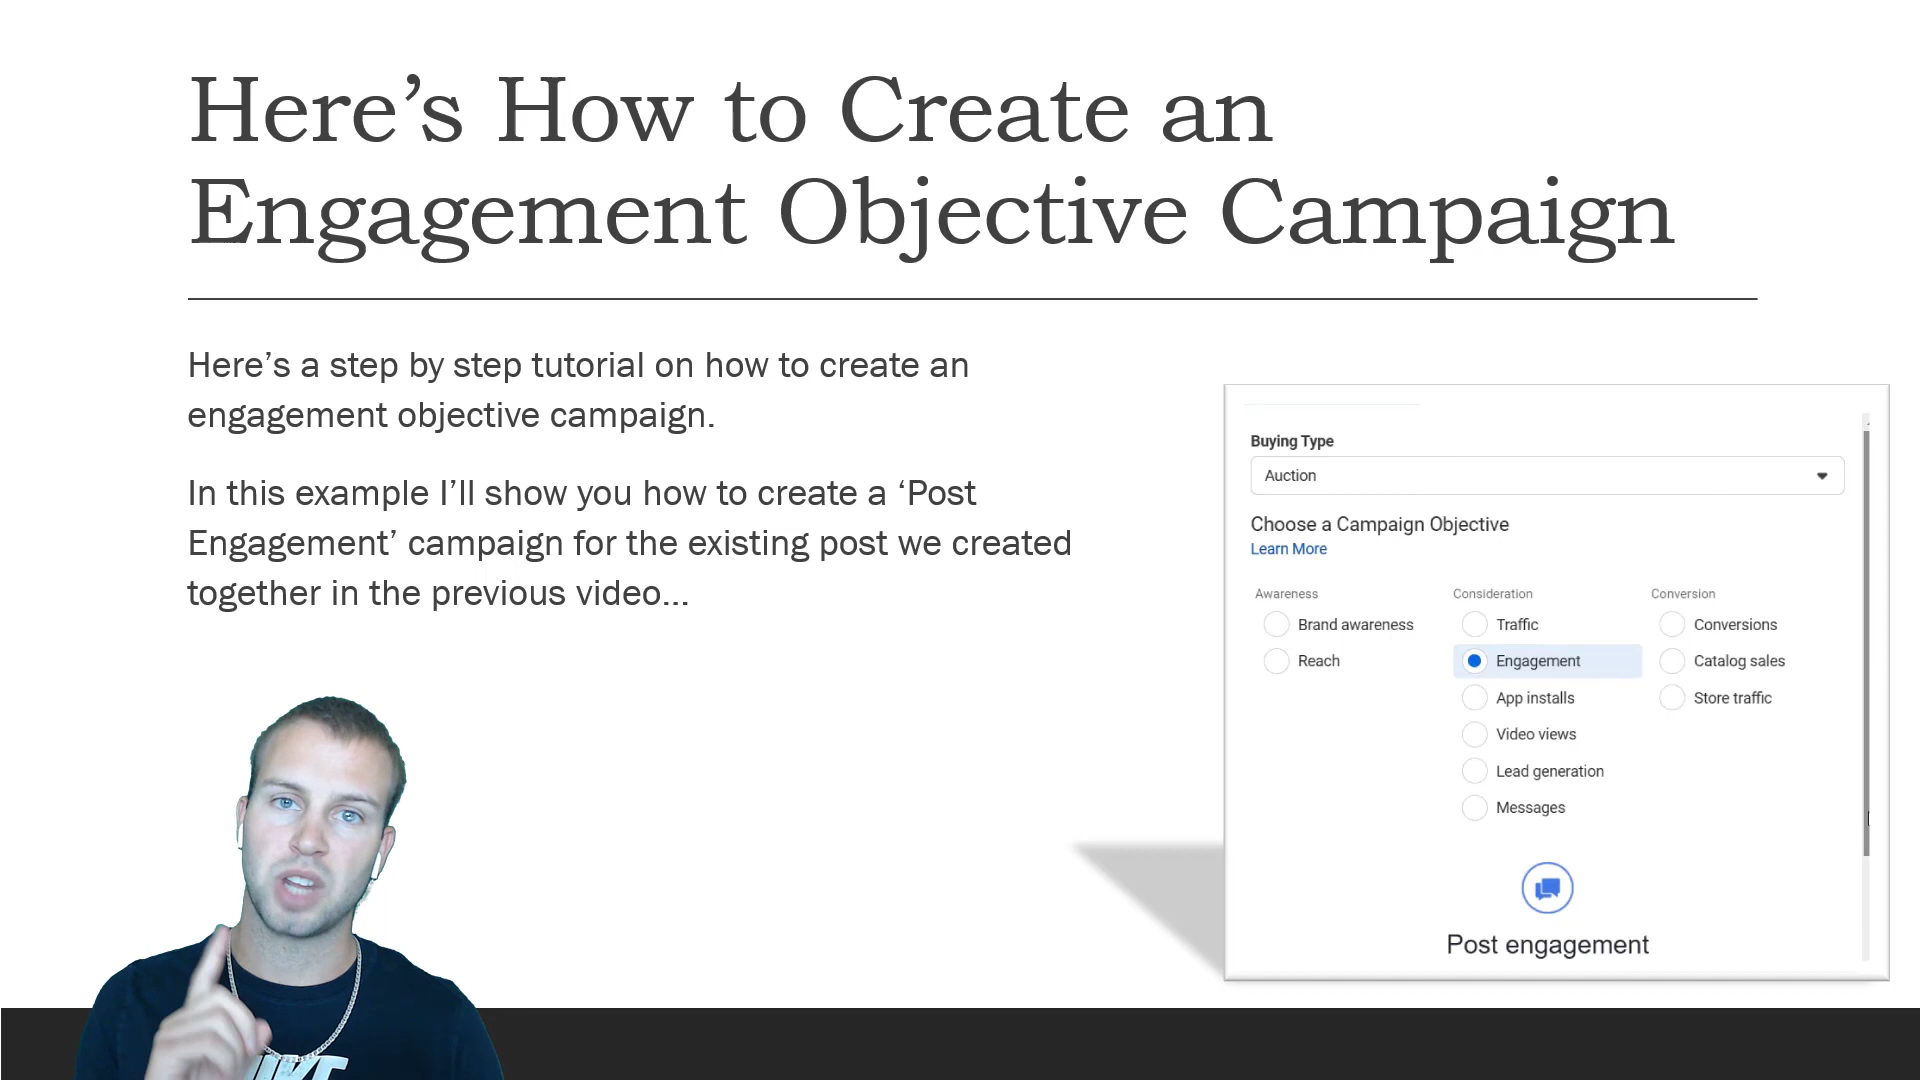 Here’s How to Create an
Engagement Objective Campaign
Here’s a step by step tutorial on how to create an
engagement objective campaign.
In this example I’ll show you how to create a ‘Post
Engagement’ campaign for the existing post we created
together in the previous video...
Buying Type
Auction
Choose a Campaign Objective
Learn More
Awareness Consideration Conversion
Brand awareness Traffic Conversions
Reach Engagement Catalog sales
App installs Store traffic
Video views
Lead generation
Messages
Post engagement